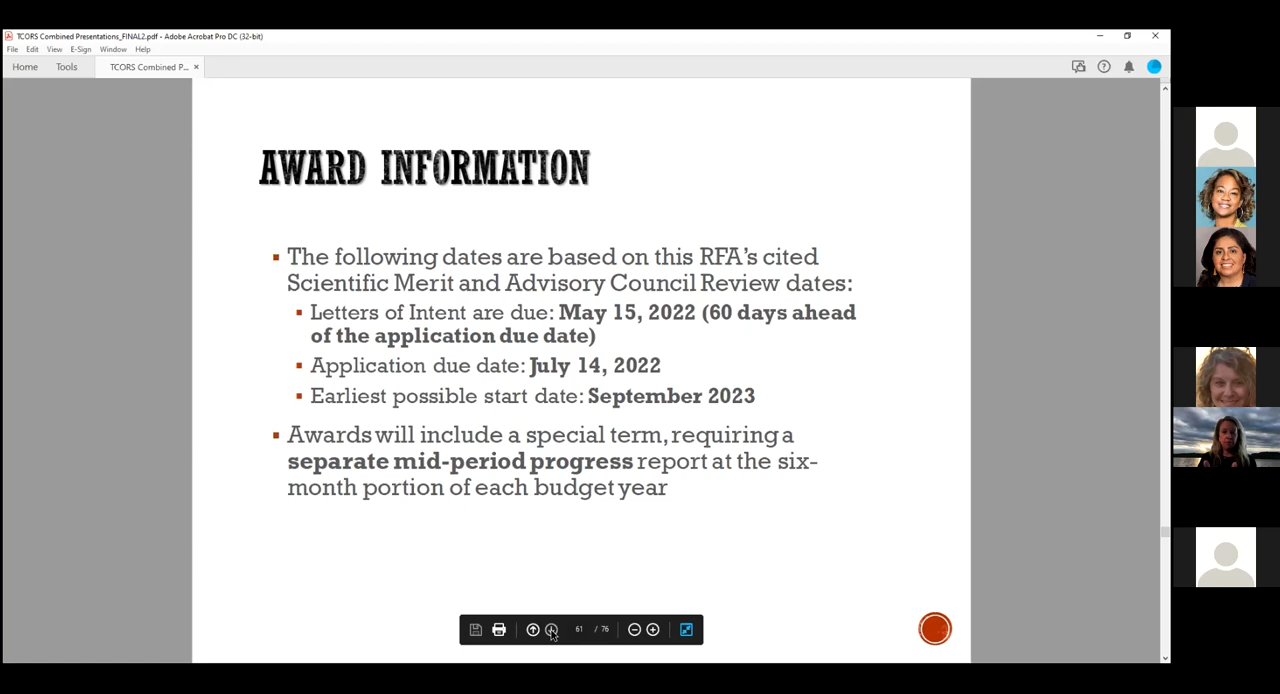 TCORS Combined Presentations_FINAL2.pdf - Adobe Acrobat Pro DC (32-bit)
File Edit View E-Sign Window Help
Home Tools TCORS Combined P... ×
AWARD INFORMATION
The following dates are based on this RFA's cited
Scientific Merit and Advisory Council Review dates:
Letters of Intent are due: May 15, 2022 (60 days ahead
of the application due date)
Application due date: July 14, 2022
Earliest possible start date: September 2023
Awards will include a special term, requiring a
separate mid-period progress report at the six-
month portion of each budget year
61 / 76